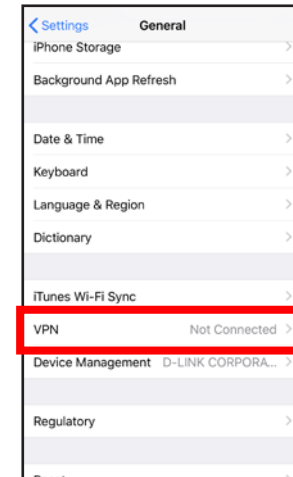 Settings General
iPhone Storage
Background App Refresh
Date & Time
Keyboard
Language & Region
Dictionary
iTunes Wi-Fi Sync
VPN Not Connected
Device Management D-LINK CORPORA...
Regulatory